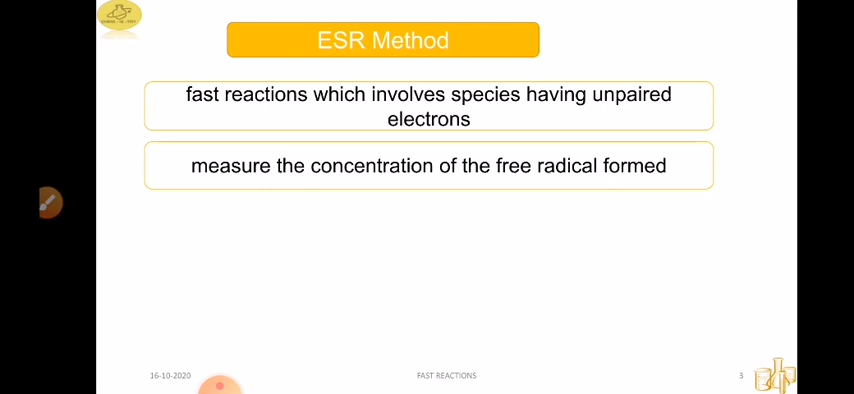 ESR Method
fast reactions which involves species having unpaired
electrons
measure the concentration of the free radical formed
16-10-2020
FAST REACTIONS
3